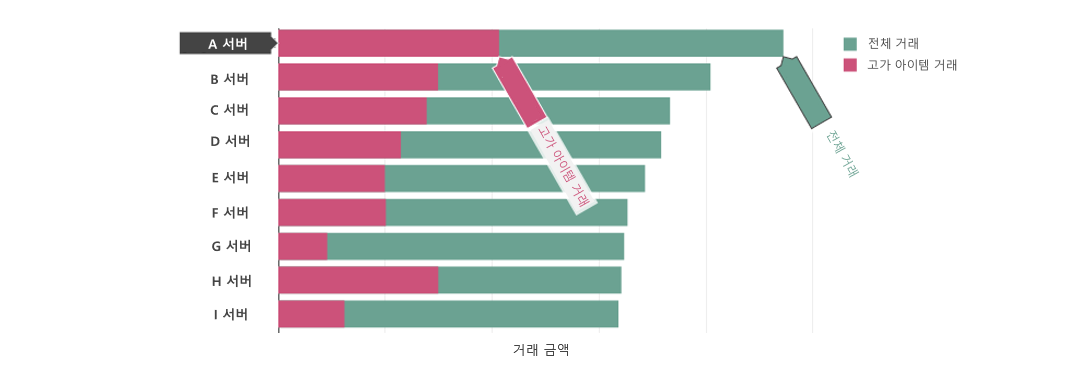 A 서버
B 서버
C 서버
D 서버
E 서버
F 서버
G 서버
H 서버
I 서버
전체 거래
고가 아이템 거래
고가 아이템 거래
전체 거래
거래 금액